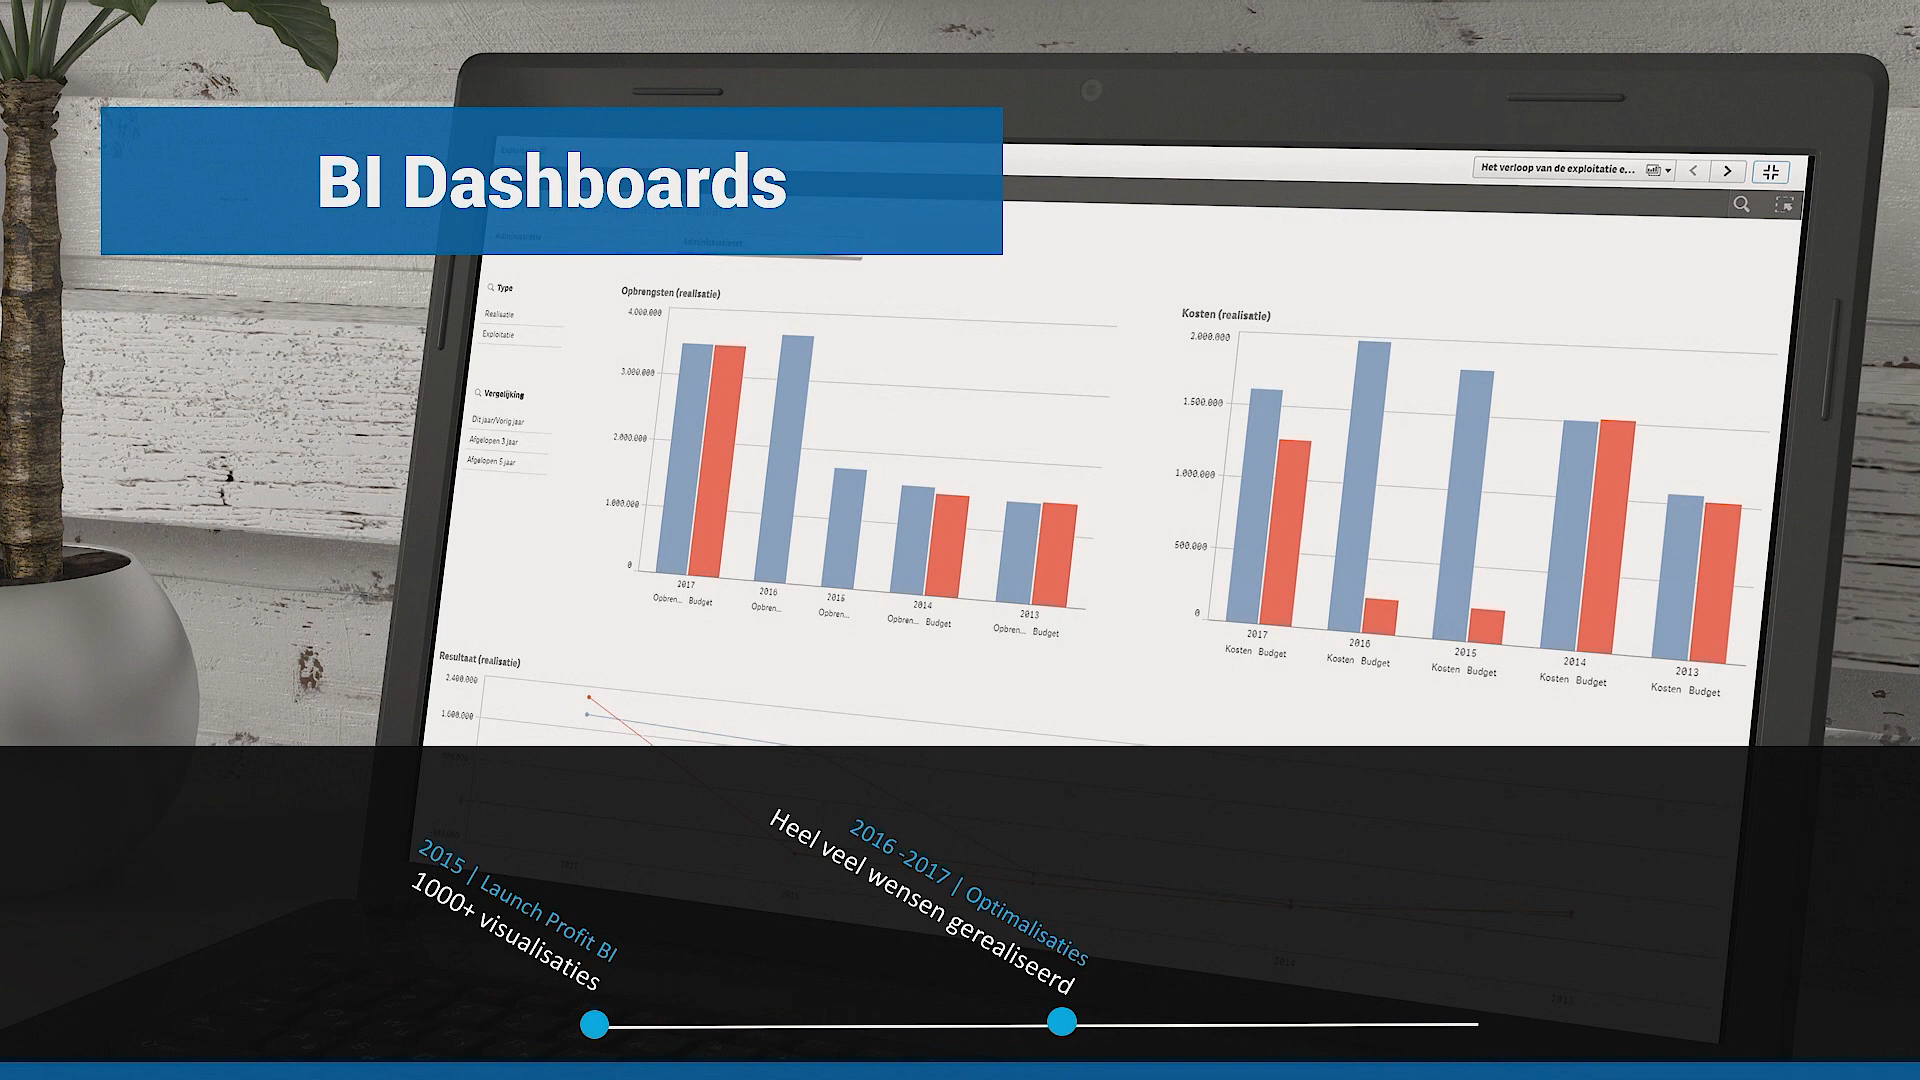 BI Dashboards
Het verloop van de exploitatie e...
Administratie
Administratieset
Type
Realisatie
Exploitatie
Vergelijking
Dit jaar/Vorig jaar
Afgelopen 3 jaar
Afgelopen 5 jaar
Opbrengsten (realisatie)
4.000.000
3.000.000
2.000.000
1.000.000
0
2017
2016
2015
2014
2013
Opbren... Budget
Opbren...
Opbren...
Opbren... Budget
Opbren... Budget
Kosten (realisatie)
2.000.000
1.500.000
1.000.000
500.000
0
2017
2016
2015
2014
2013
Kosten Budget
Kosten Budget
Kosten Budget
Kosten Budget
Kosten Budget
Resultaat (realisatie)
2.400.000
1.600.000
2017
2014
2013
2015 | Launch Profit BI
1000+ visualisaties
2016 -2017 | Optimalisaties
Heel veel wensen gerealiseerd